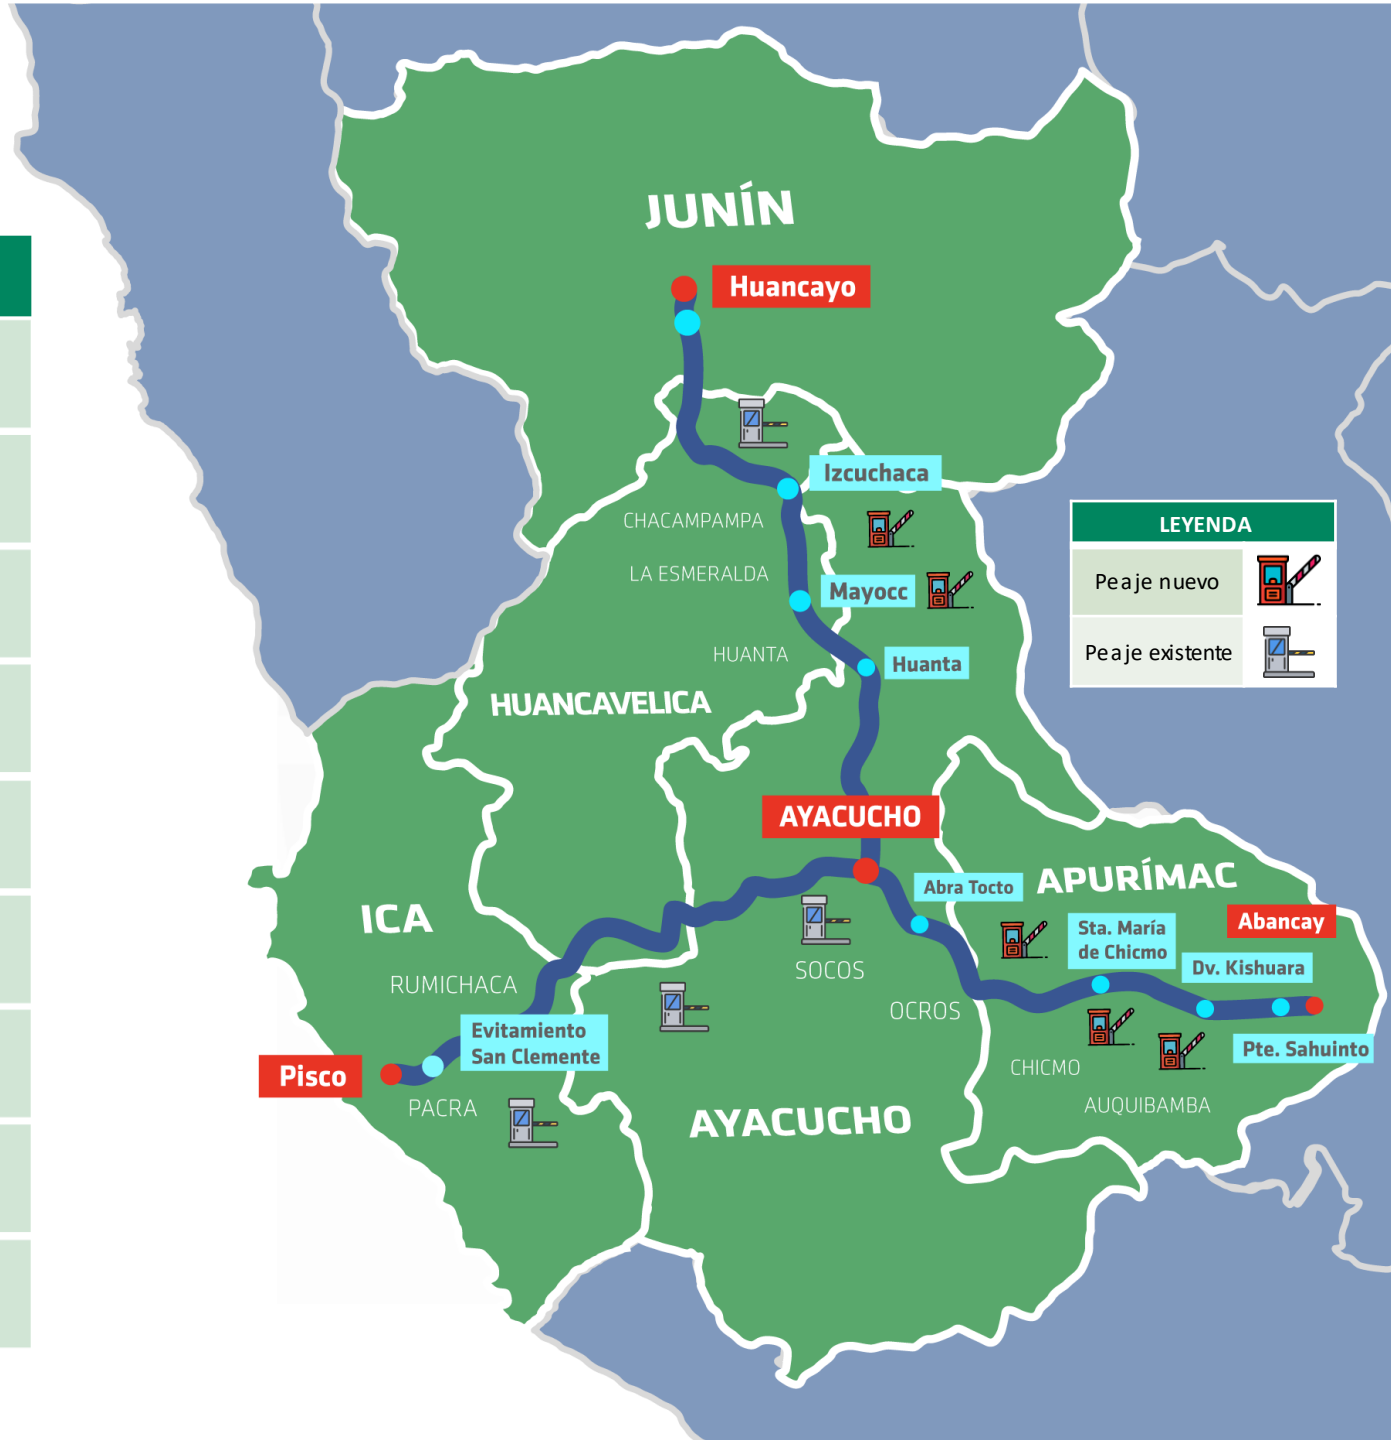 JUNÍN
Huancayo
Izcuchaca
CHACAMPAMPA
LEYENDA
Peaje nuevo
Peaje existente
LA ESMERALDA
Mayocc
HUANTA
Huanta
HUANCAVELICA
AYACUCHO
Abra Tocto
APURÍMAC
ICA
Abancay
Sta. María
de Chicmo
SOCOS
Dv. Kishuara
RUMICHACA
OCROS
Evitamiento
San Clemente
Pte. Sahuinto
Pisco
CHICMO
PACRA
AUQUIBAMBA
AYACUCHO